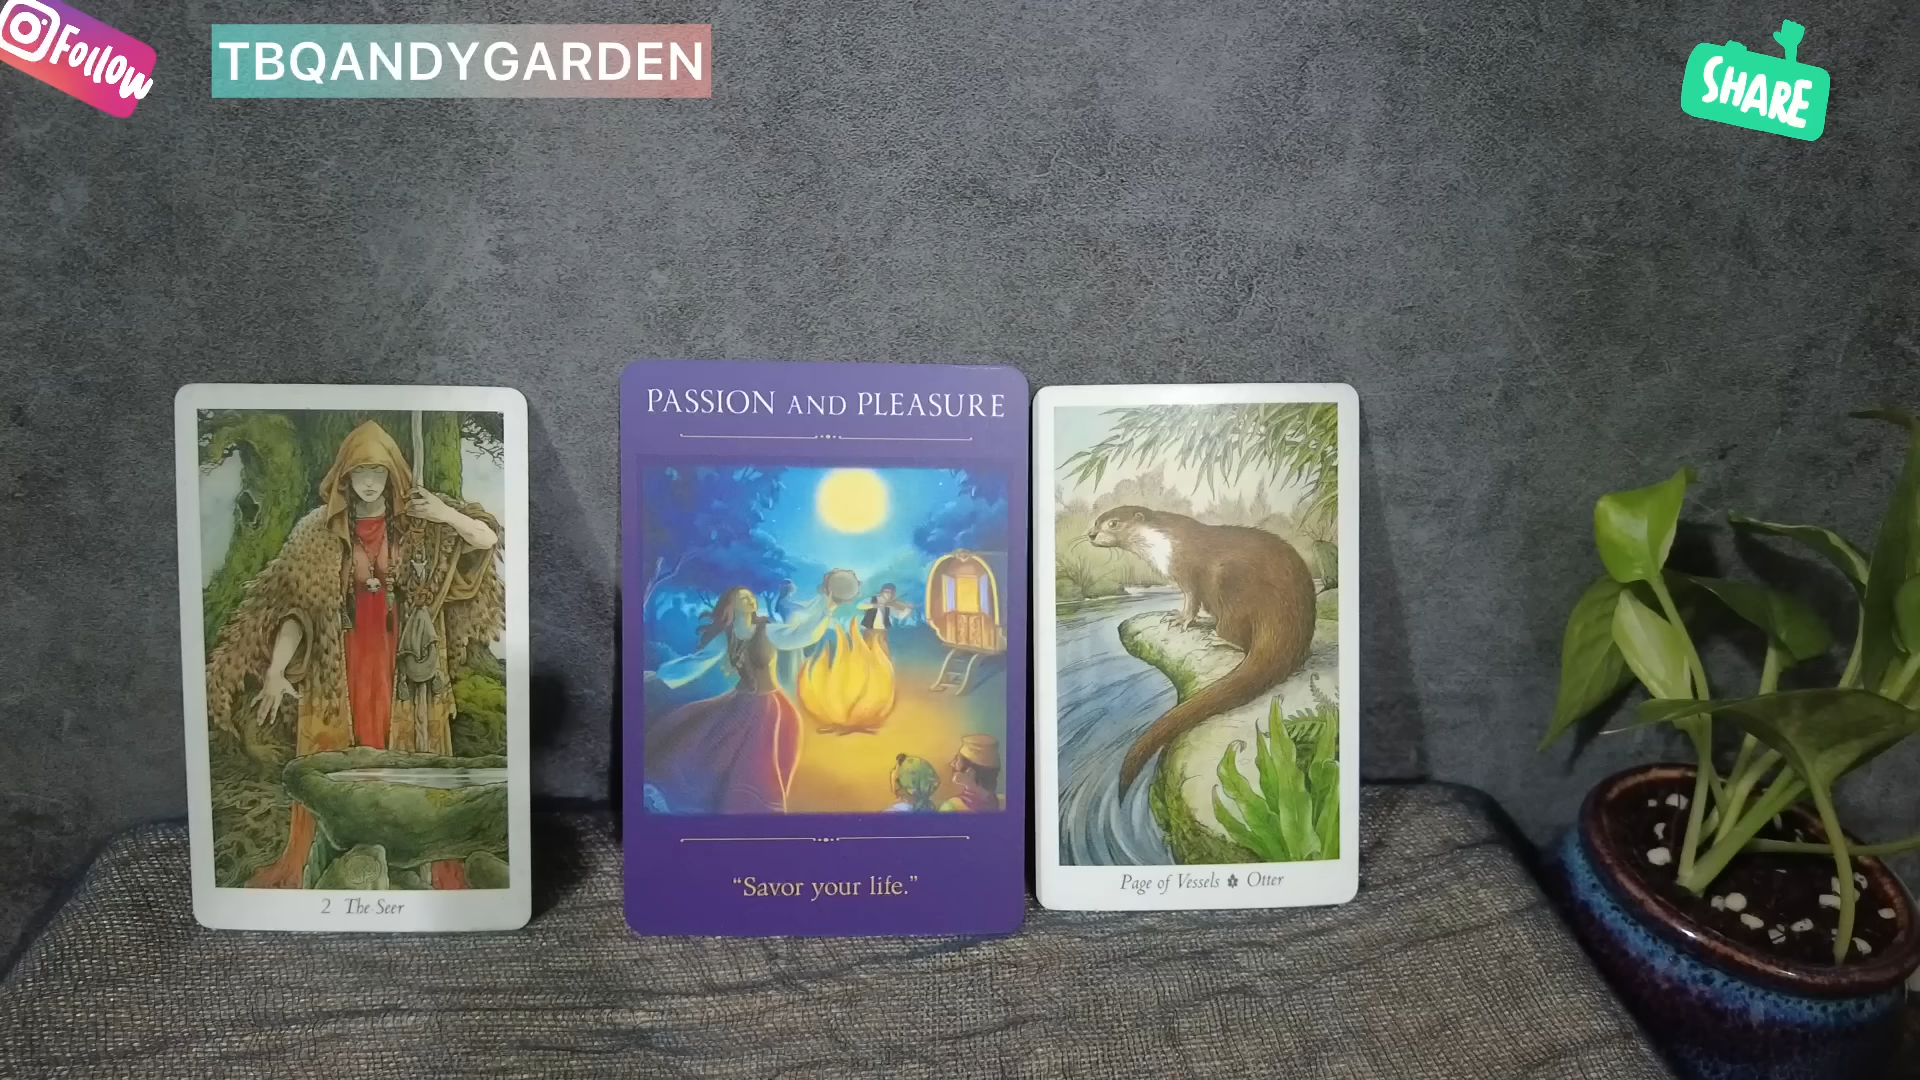 Follow
TBQANDYGARDEN
SHARE
2 The Seer
PASSION AND PLEASURE
"Savor your life."
Page of Vessels Otter